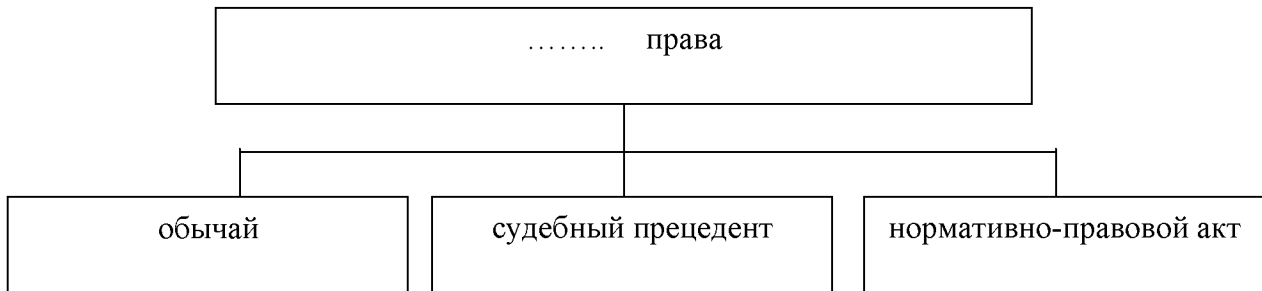 …….. права
обычай
судебный прецедент
нормативно-правовой акт